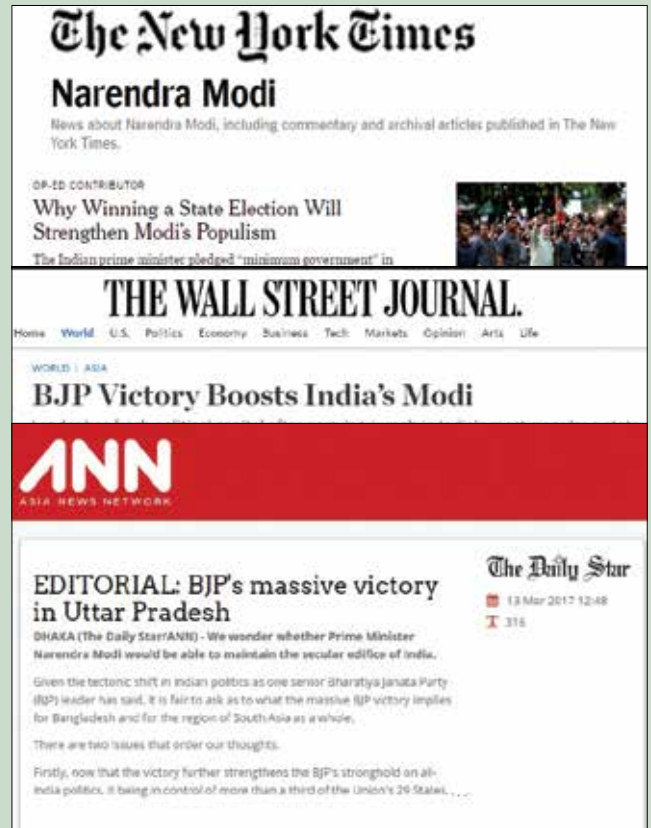 The New York Times
Narendra Modi
News about Narendra Modi, including commentary and archival articles published in The New
York Times.
OP-ED CONTRIBUTOR
Why Winning a State Election Will
Strengthen Modi's Populism
The Indian prime minister pledged "minimum government" in
THE WALL STREET JOURNAL.
Home World U.S. Politics Economy Business Tech Markets Opinion Arts Life
WORLD | ASIA
BJP Victory Boosts India's Modi
ANN
ASIA NEWS NETWORK
The Daily Star
13 Mar 2017 12:48
316
EDITORIAL: BJP's massive victory
in Uttar Pradesh
DHAKA (The Daily Star/ANN) - We wonder whether Prime Minister
Narendra Modi would be able to maintain the secular edifice of India.
Given the tectonic shift in Indian politics as one senior Bharatiya Janata Party
(BJP) leader has said, it is fair to ask as to what the massive BJP victory implies
for Bangladesh and for the region of South Asia as a whole.
There are two issues that order our thoughts.
Firstly, now that the victory further strengthens the BJP's stronghold on all-
India politics, it being in control of more than a third of the Union's 29 States. . . .